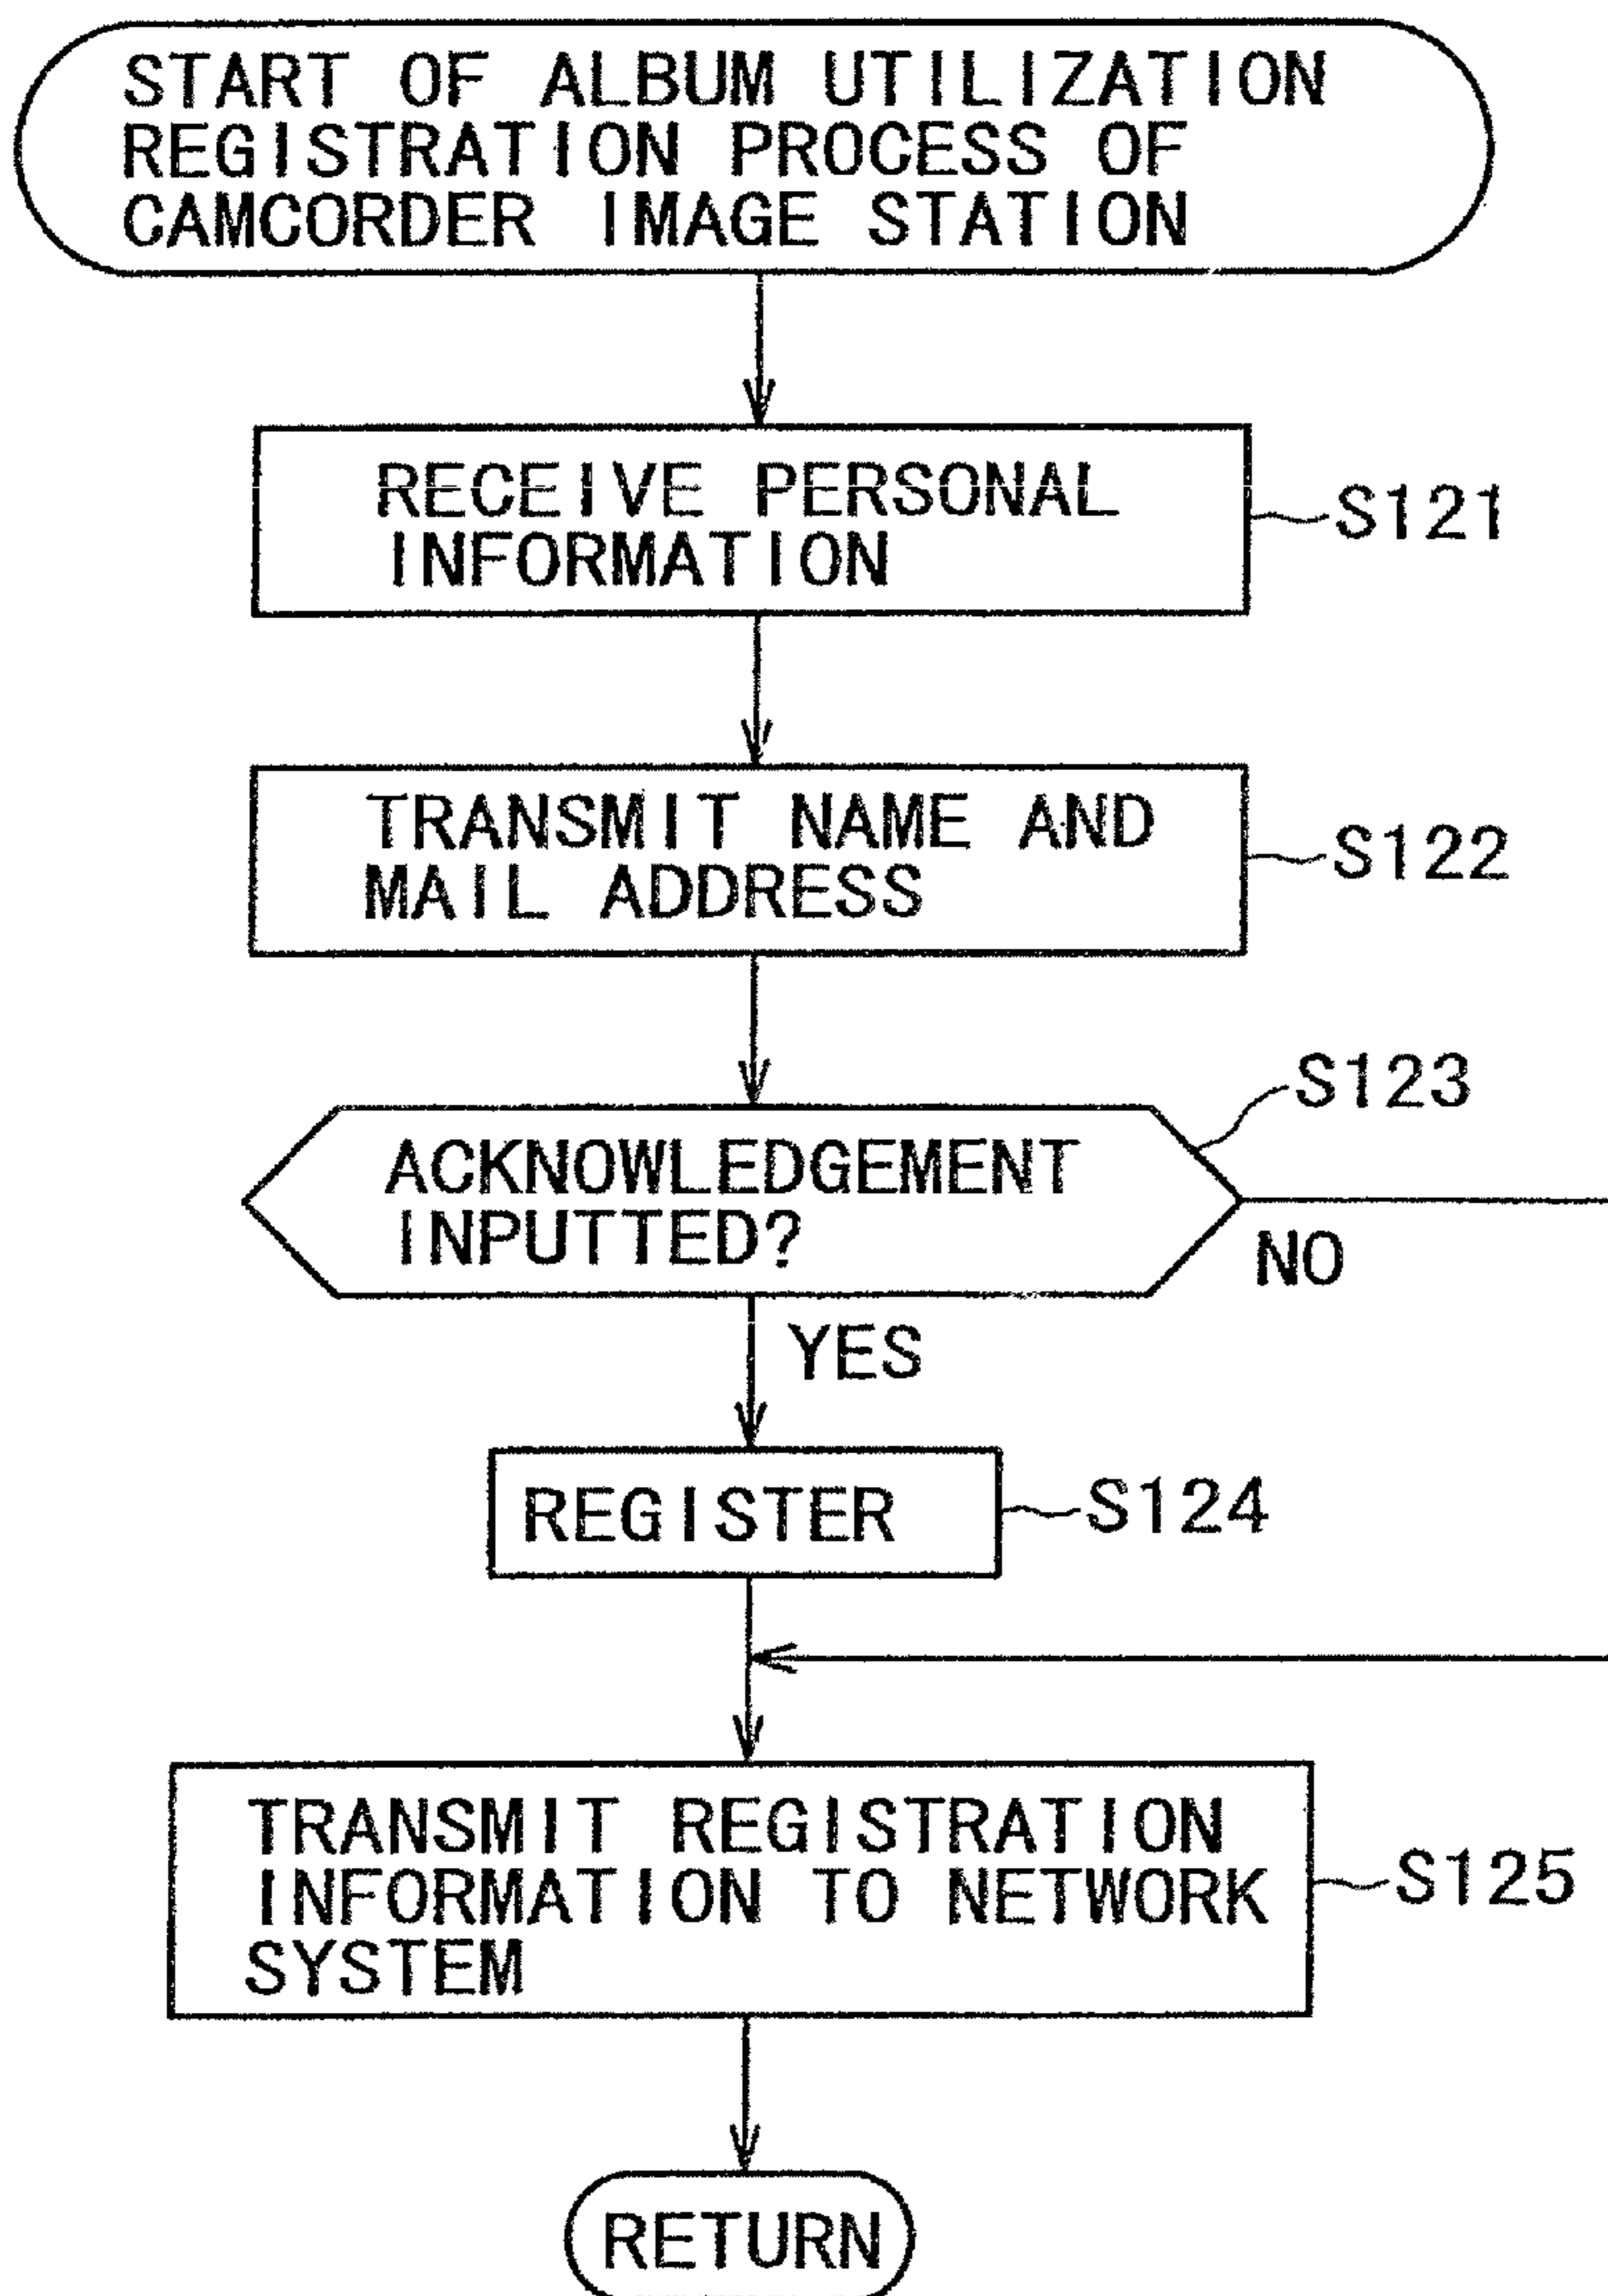 START OF ALBUM UTILIZATION
REGISTRATION PROCESS OF
CAMCORDER IMAGE STATION
RECEIVE PERSONAL
INFORMATION
S121
TRANSMIT NAME AND
MAIL ADDRESS
S122
S123
ACKNOWLEDGEMENT
INPUTTED?
NO
YES
REGISTER
S124
TRANSMIT REGISTRATION
INFORMATION TO NETWORK
SYSTEM
S125
RETURN